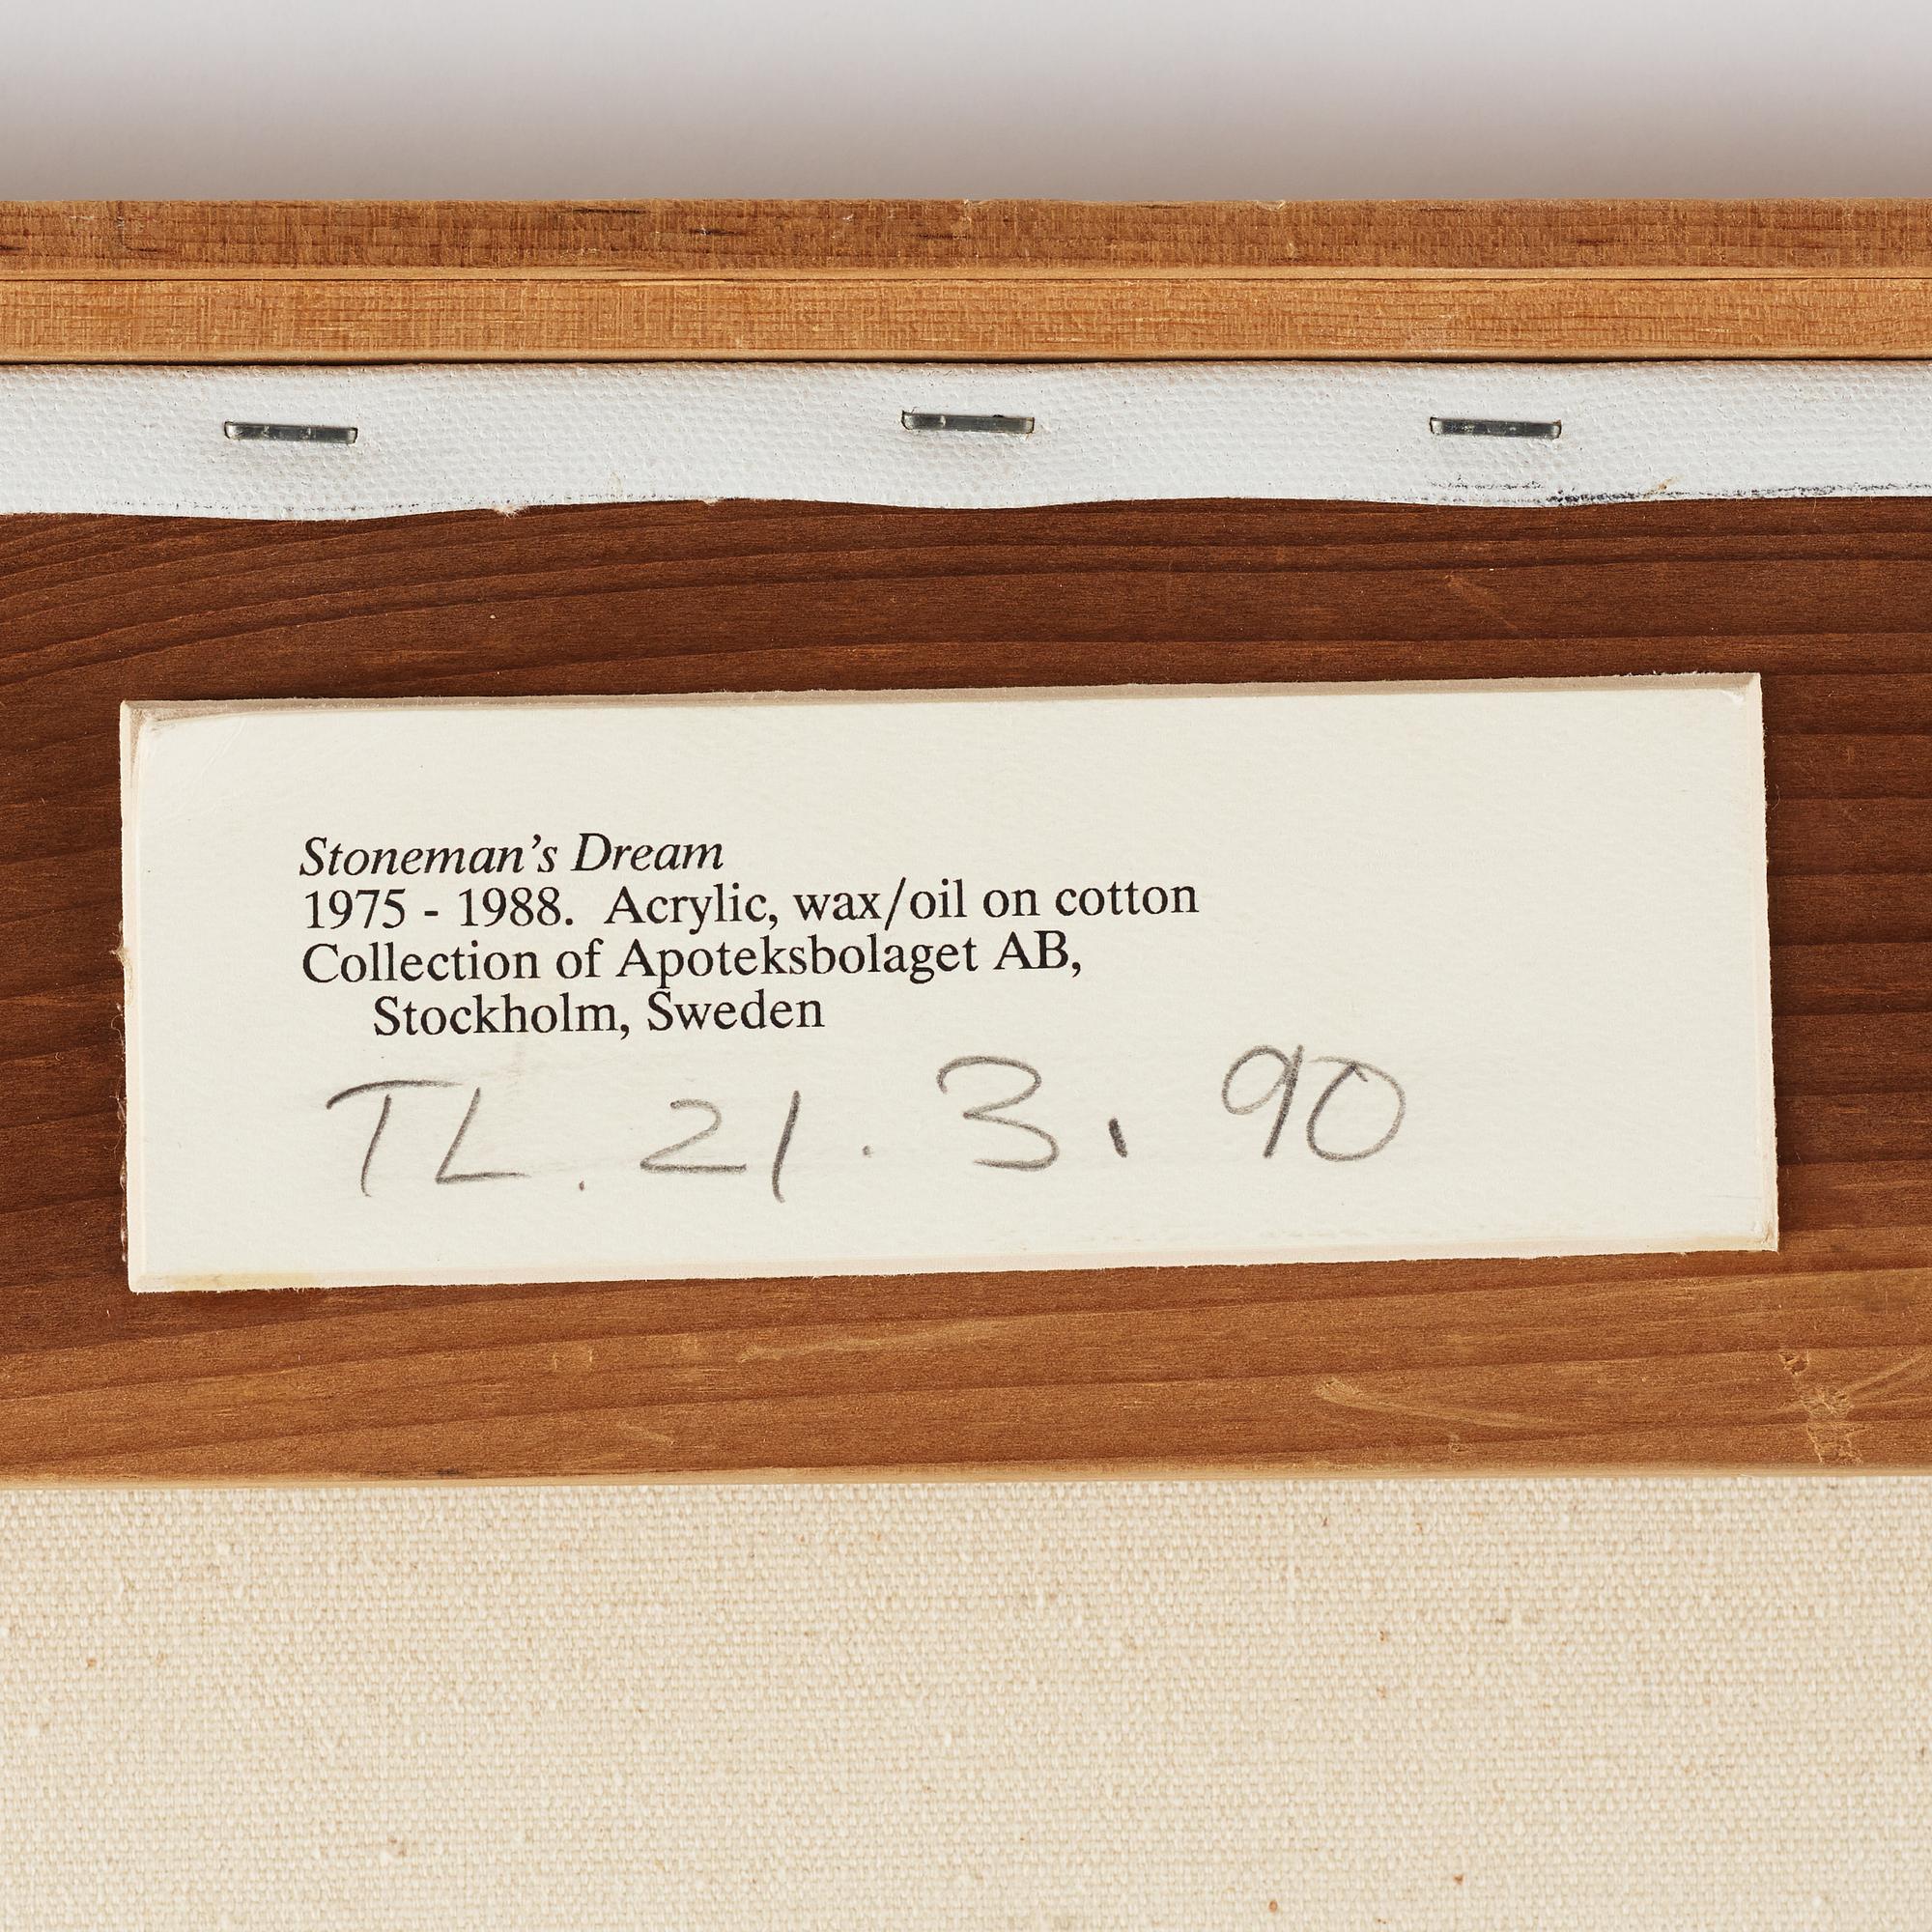 Stoneman's Dream
1975 - 1988. Acrylic, wax/oil on cotton
Collection of Apoteksbolaget AB,
Stockholm, Sweden
TL. 21. 3. 90